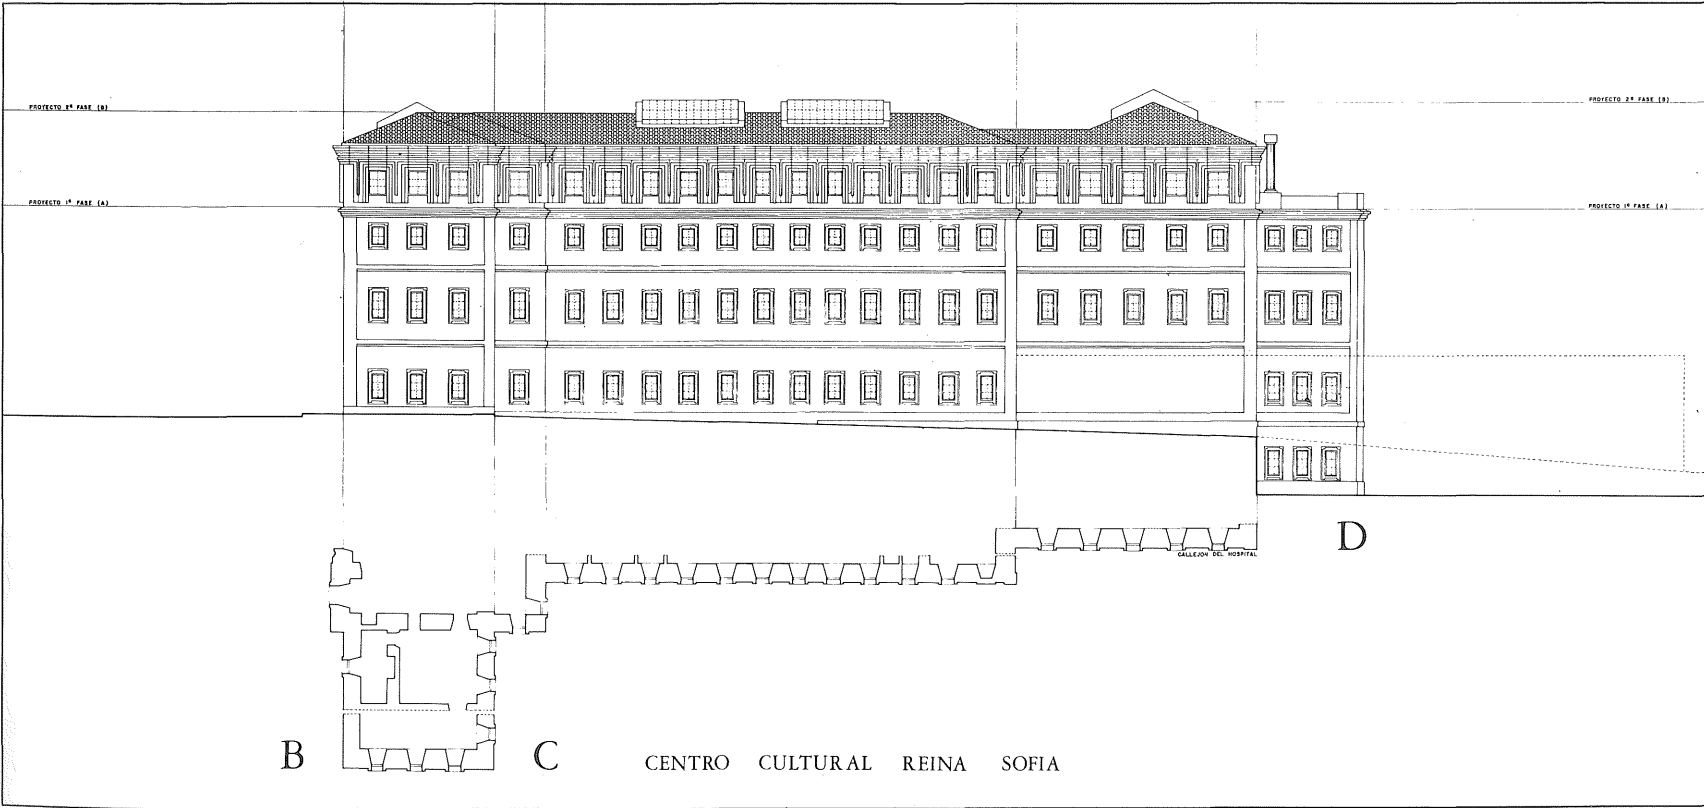 PROYECTO 2ª FASE (B)
PROYECTO 2ª FASE (B)
PROYECTO 1ª FASE (A)
PROYECTO 1ª FASE (A)
D
CALLEJON DEL HOSPITAL
B
C
CENTRO CULTURAL REINA SOFIA